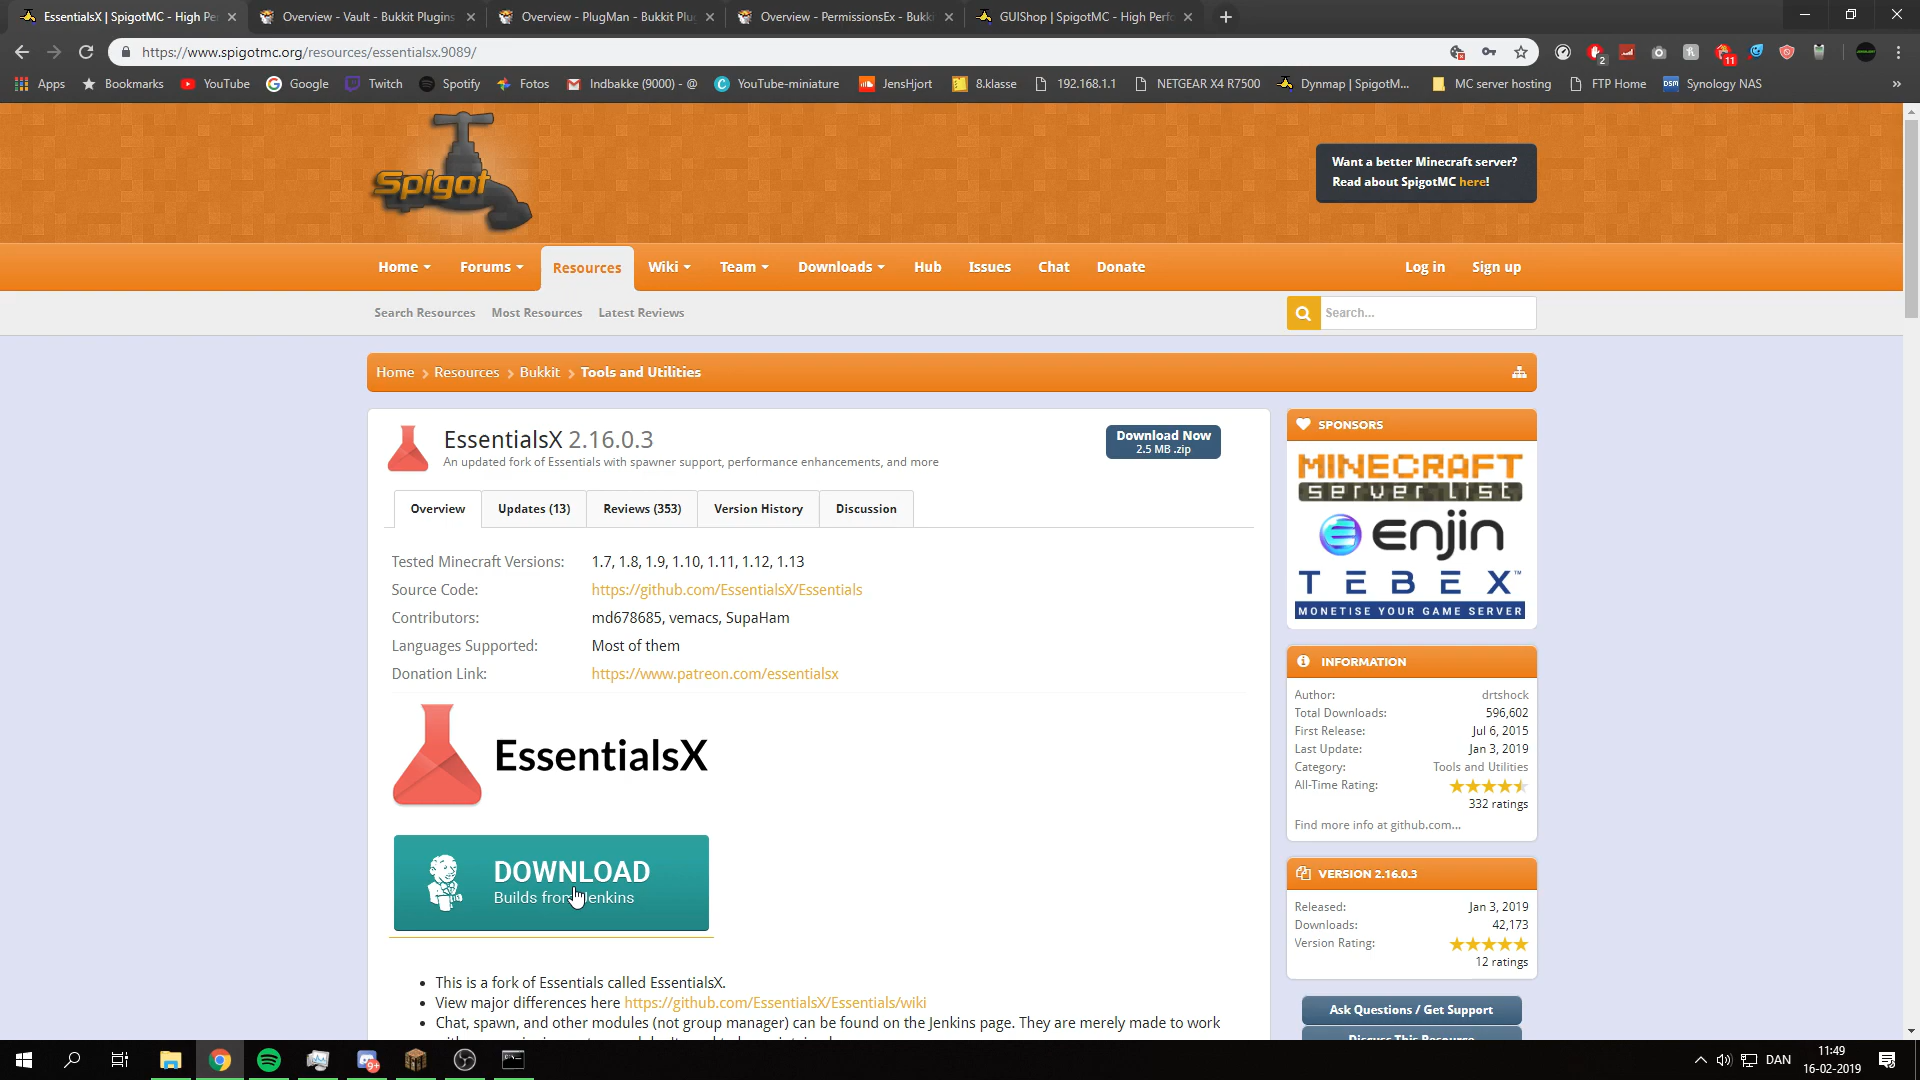 EssentialsX | SpigotMC - High Pe
Overview - Vault - Bukkit Plugins
Overview - PlugMan - Bukkit Plug
Overview - PermissionsEx - Bukki
GUIShop | SpigotMC - High Perfo
https://www.spigotmc.org/resources/essentialsx.9089/
2
11
Apps
Bookmarks
YouTube
Google
Twitch
Spotify
Fotos
Indbakke (9000) - @
YouTube-miniature
JensHjort
8.klasse
192.168.1.1
NETGEAR X4 R7500
Dynmap | SpigotM...
MC server hosting
FTP Home
DSM
Synology NAS
»
Spigot
Want a better Minecraft server?
Read about SpigotMC here!
Home
Forums
Resources
Wiki
Team
Downloads
Hub
Issues
Chat
Donate
Log in
Sign up
Search Resources
Most Resources
Latest Reviews
Search...
Home
Resources
Bukkit
Tools and Utilities
EssentialsX 2.16.0.3
An updated fork of Essentials with spawner support, performance enhancements, and more
Download Now
2.5 MB .zip
Overview
Updates (13)
Reviews (353)
Version History
Discussion
Tested Minecraft Versions: 1.7, 1.8, 1.9, 1.10, 1.11, 1.12, 1.13
Source Code: https://github.com/EssentialsX/Essentials
Contributors: md678685, vemacs, SupaHam
Languages Supported: Most of them
Donation Link: https://www.patreon.com/essentialsx
EssentialsX
DOWNLOAD
Builds from Jenkins
• This is a fork of Essentials called EssentialsX.
• View major differences here https://github.com/EssentialsX/Essentials/wiki
• Chat, spawn, and other modules (not group manager) can be found on the Jenkins page. They are merely made to work
SPONSORS
MINECRAFT
server list
enjin
TEBEX™
MONETISE YOUR GAME SERVER
INFORMATION
Author: drtshock
Total Downloads: 596,602
First Release: Jul 6, 2015
Last Update: Jan 3, 2019
Category: Tools and Utilities
All-Time Rating:
332 ratings
Find more info at github.com...
VERSION 2.16.0.3
Released: Jan 3, 2019
Downloads: 42,173
Version Rating:
12 ratings
Ask Questions / Get Support
Discuss This Resource
9+
DAN
11:49
16-02-2019